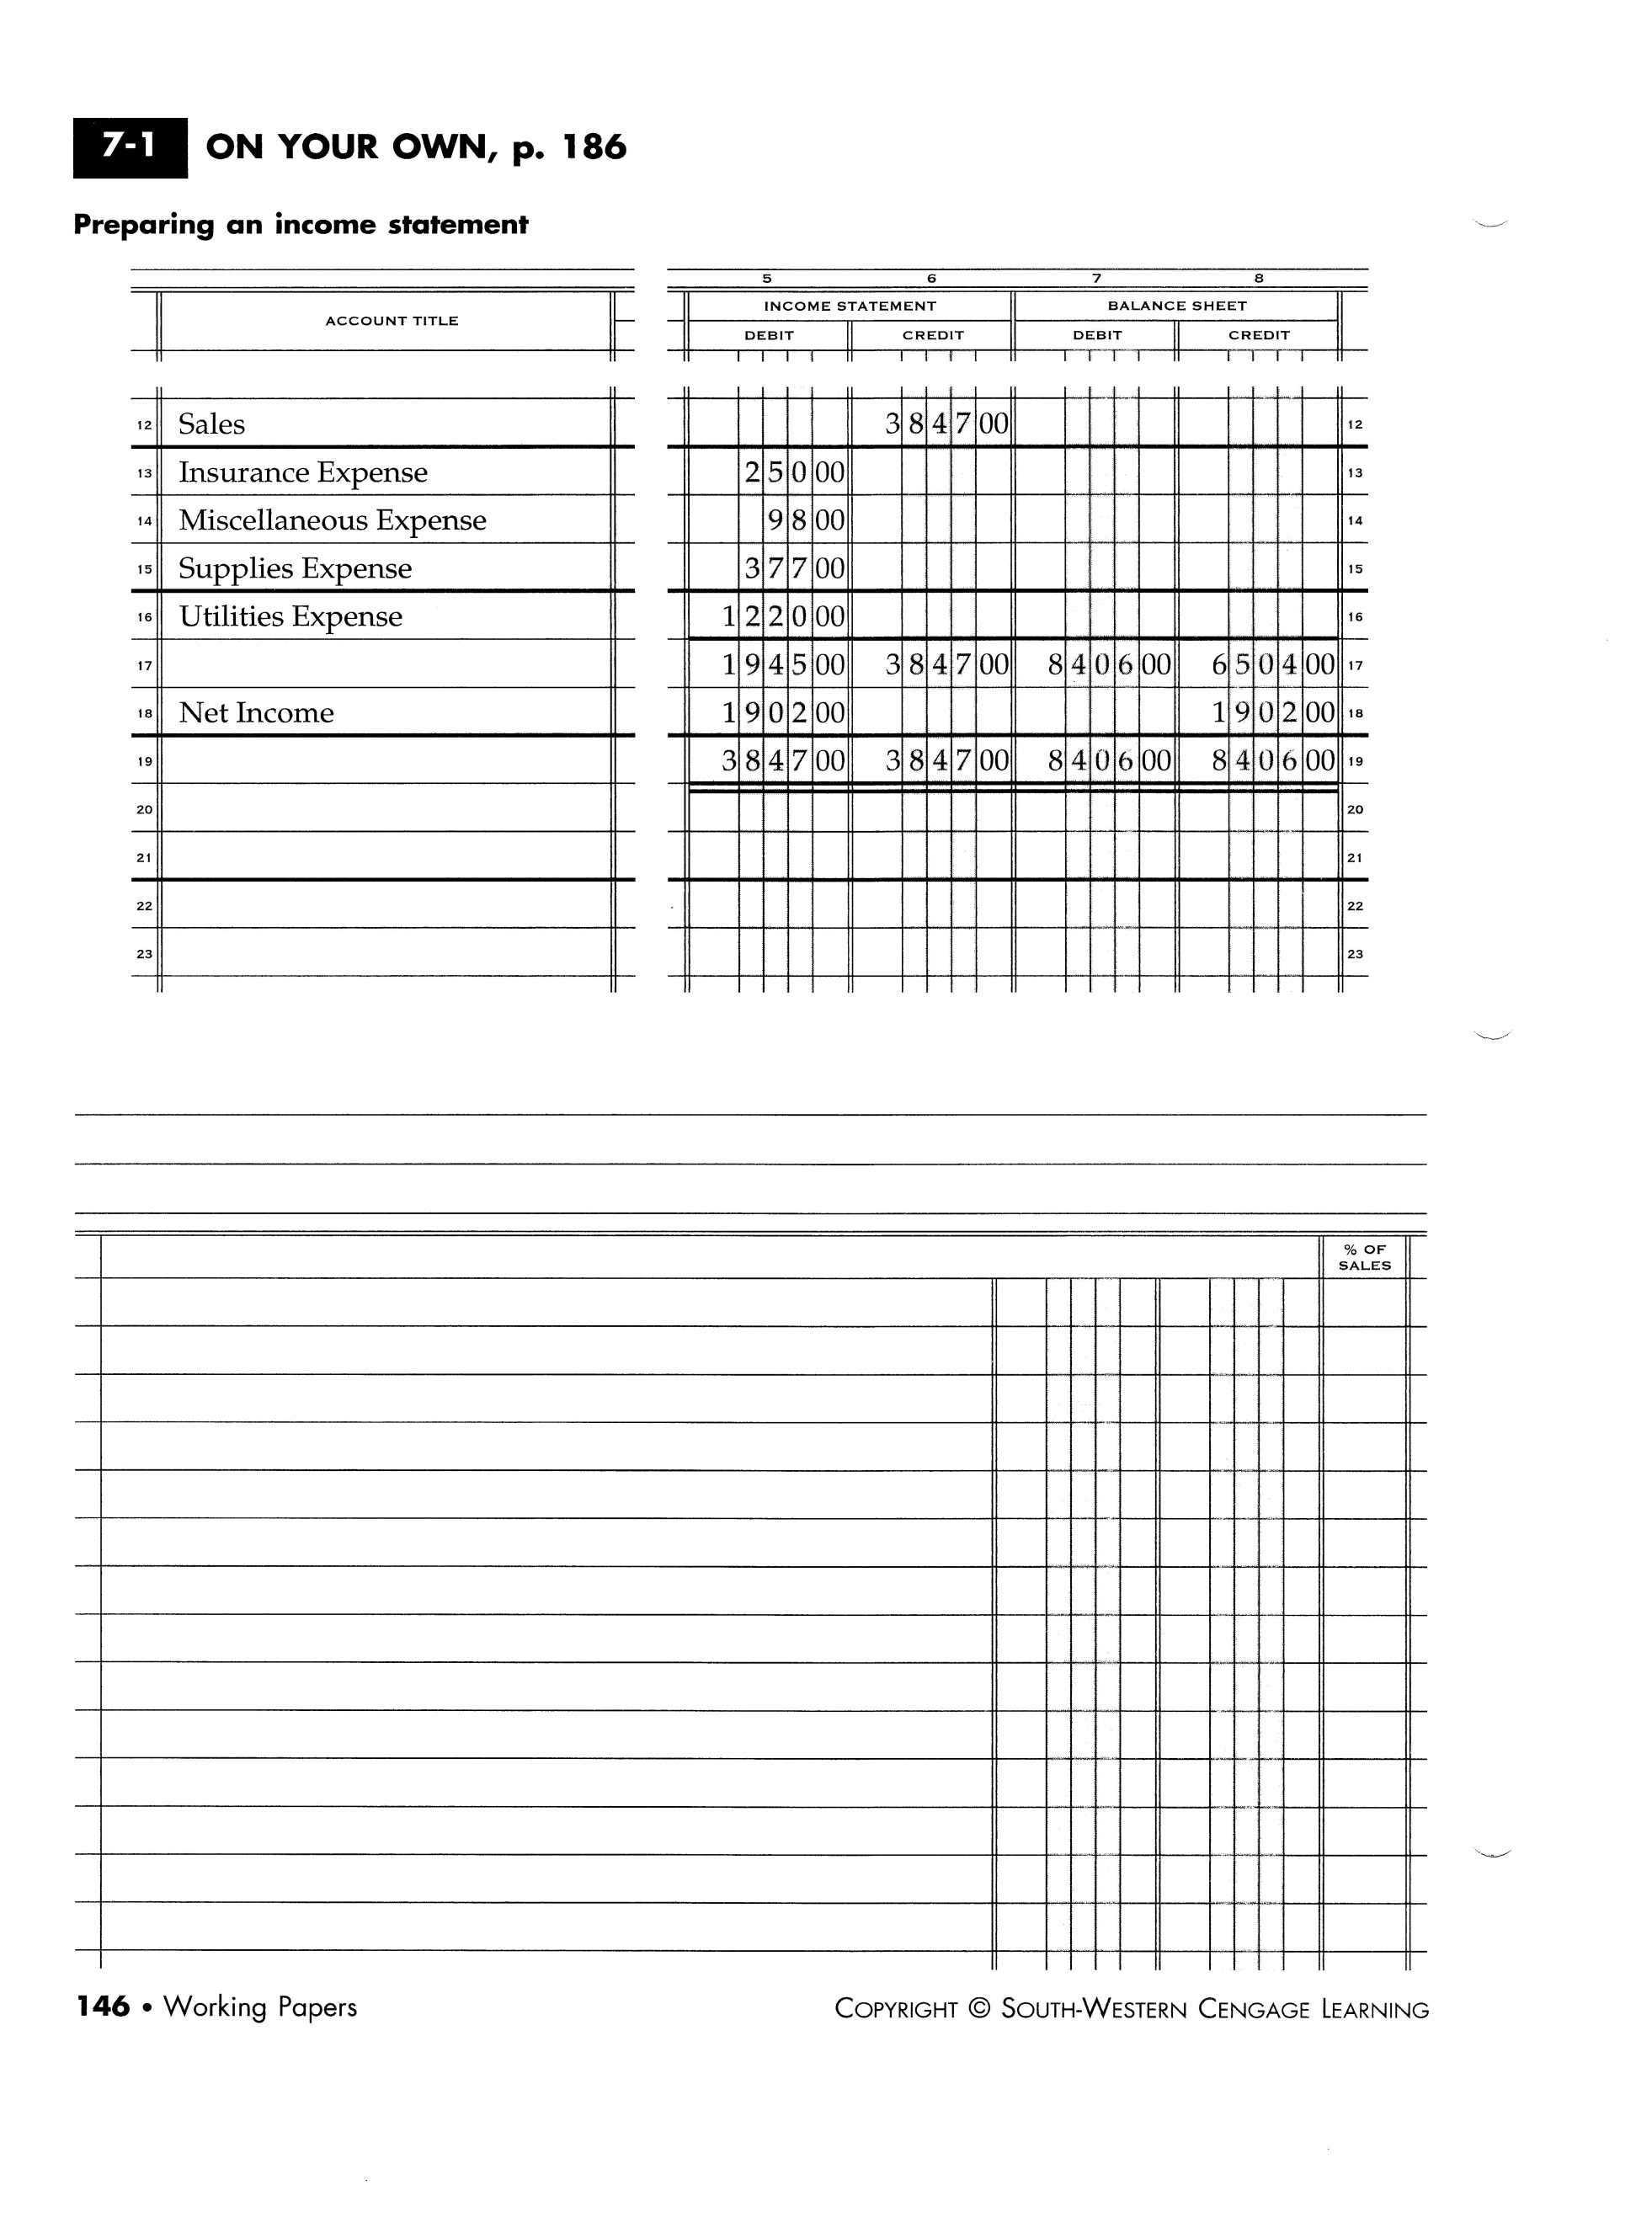 7-1 ON YOUR OWN, p. 186
Preparing an income statement
5 6 7 8
ACCOUNT TITLE INCOME STATEMENT BALANCE SHEET
DEBIT CREDIT DEBIT CREDIT
12 Sales 3 8 4 7 00 12
13 Insurance Expense 2 5 0 00 13
14 Miscellaneous Expense 9 8 00 14
15 Supplies Expense 3 7 7 00 15
16 Utilities Expense 1 2 2 0 00 16
17 1 9 4 5 00 3 8 4 7 00 8 4 0 6 00 6 5 0 4 00 17
18 Net Income 1 9 0 2 00 1 9 0 2 00 18
19 3 8 4 7 00 3 8 4 7 00 8 4 0 6 00 8 4 0 6 00 19
20 20
21 21
22 22
23 23
% OF
SALES
146 • Working Papers COPYRIGHT © SOUTH-WESTERN CENGAGE LEARNING